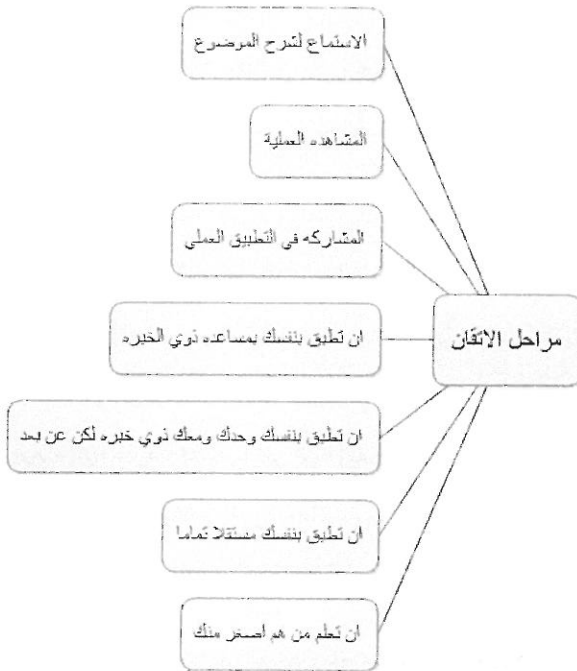 مراحل الاتقان
الاستماع لشرح الموضوع
المشاهده العملية
المشاركه في التطبيق العملي
ان تطبق بنفسك بمساعده ذوي الخبره
ان تطبق بنفسك وحدك ومعك ذوي خبره لكن عن بعد
ان تطبق بنفسك مستقلا تماما
ان تعلم من هم أصغر منك